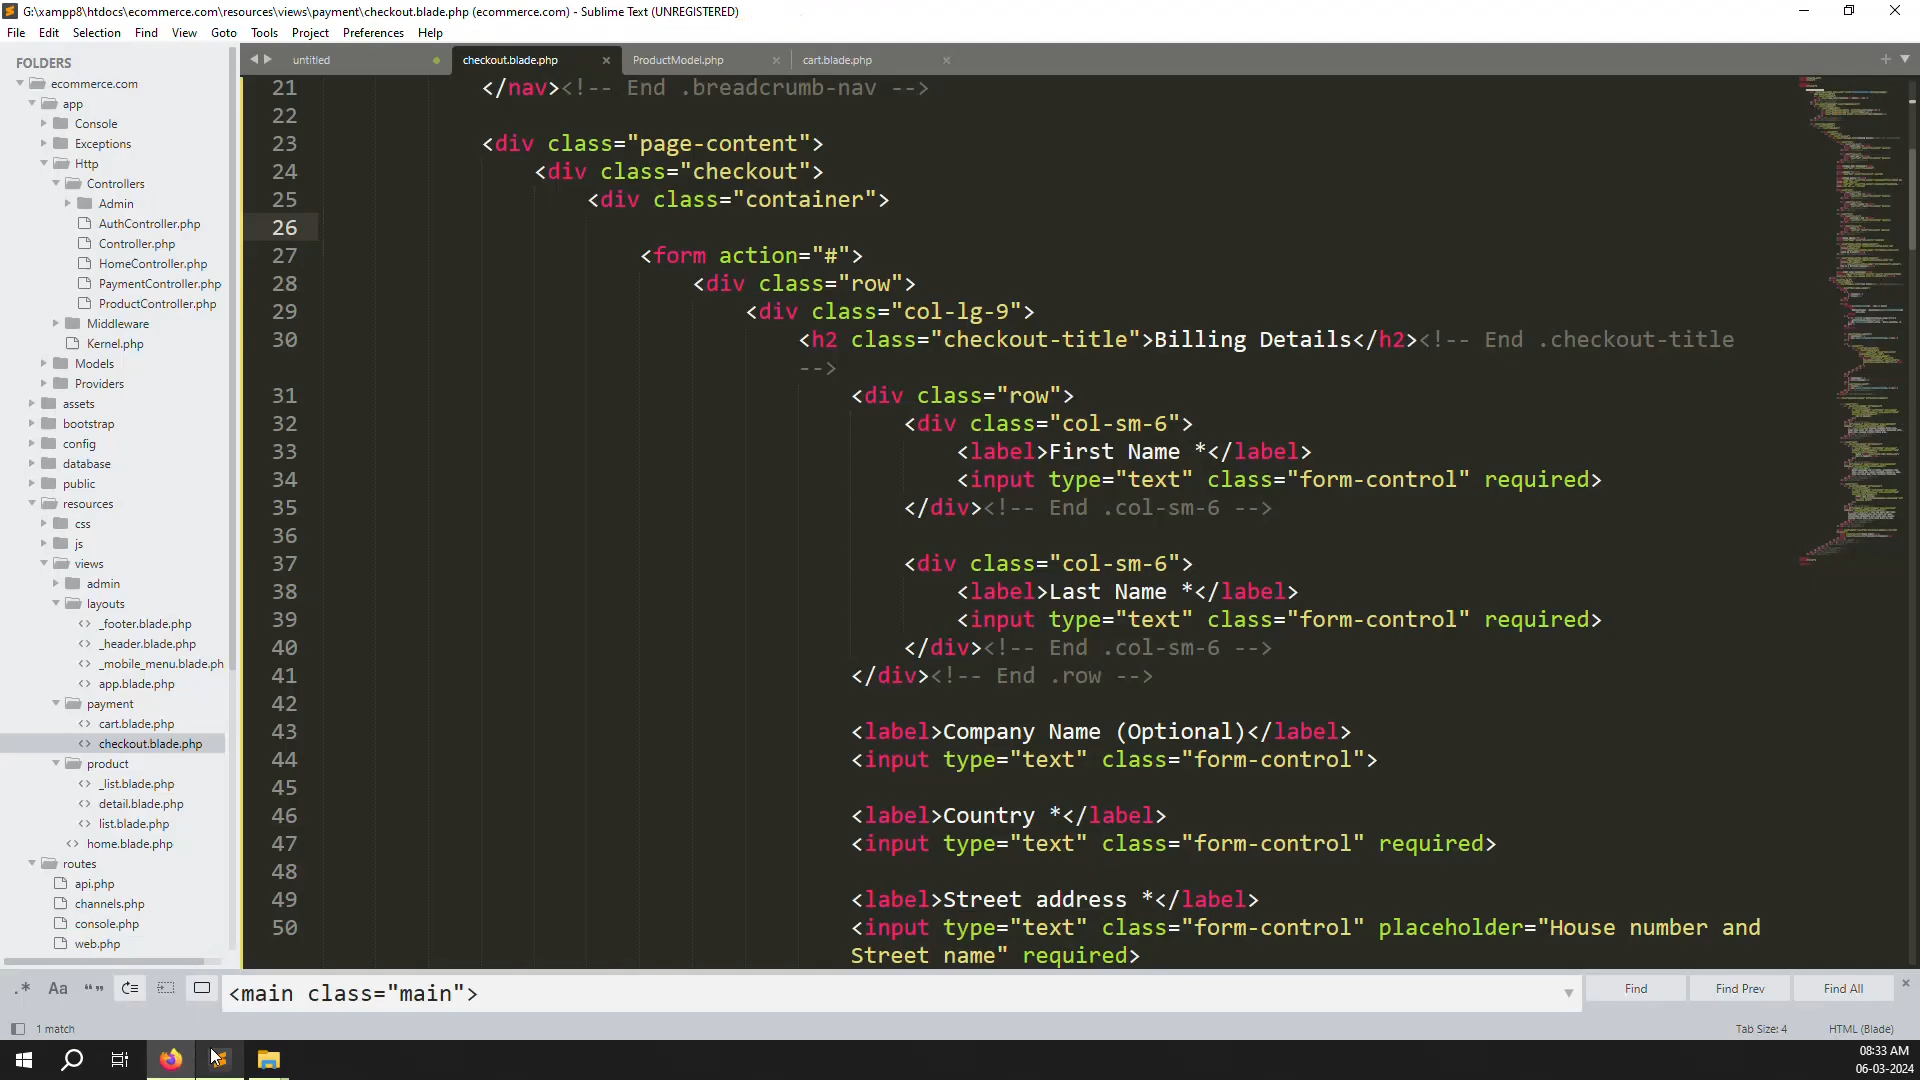 G:\xampp8\htdocs\ecommerce.com\resources\views\payment\checkout.blade.php (ecommerce.com) - Sublime Text (UNREGISTERED)
File Edit Selection Find View Goto Tools Project Preferences Help
FOLDERS
ecommerce.com
app
Console
Exceptions
Http
Controllers
Admin
AuthController.php
Controller.php
HomeController.php
PaymentController.php
ProductController.php
Middleware
Kernel.php
Models
Providers
assets
bootstrap
config
database
public
resources
css
js
views
admin
layouts
_footer.blade.php
_header.blade.php
_mobile_menu.blade.ph
app.blade.php
payment
cart.blade.php
checkout.blade.php
product
_list.blade.php
detail.blade.php
list.blade.php
home.blade.php
routes
api.php
channels.php
console.php
web.php
untitled checkout.blade.php ProductModel.php cart.blade.php
21 </nav><!-- End .breadcrumb-nav -->
22
23 <div class="page-content">
24 <div class="checkout">
25 <div class="container">
26
27 <form action="#">
28 <div class="row">
29 <div class="col-lg-9">
30 <h2 class="checkout-title">Billing Details</h2><!-- End .checkout-title
-->
31 <div class="row">
32 <div class="col-sm-6">
33 <label>First Name *</label>
34 <input type="text" class="form-control" required>
35 </div><!-- End .col-sm-6 -->
36
37 <div class="col-sm-6">
38 <label>Last Name *</label>
39 <input type="text" class="form-control" required>
40 </div><!-- End .col-sm-6 -->
41 </div><!-- End .row -->
42
43 <label>Company Name (Optional)</label>
44 <input type="text" class="form-control">
45
46 <label>Country *</label>
47 <input type="text" class="form-control" required>
48
49 <label>Street address *</label>
50 <input type="text" class="form-control" placeholder="House number and
Street name" required>
.* Aa “” <main class="main"> Find Find Prev Find All
1 match Tab Size: 4 HTML (Blade)
08:33 AM
06-03-2024